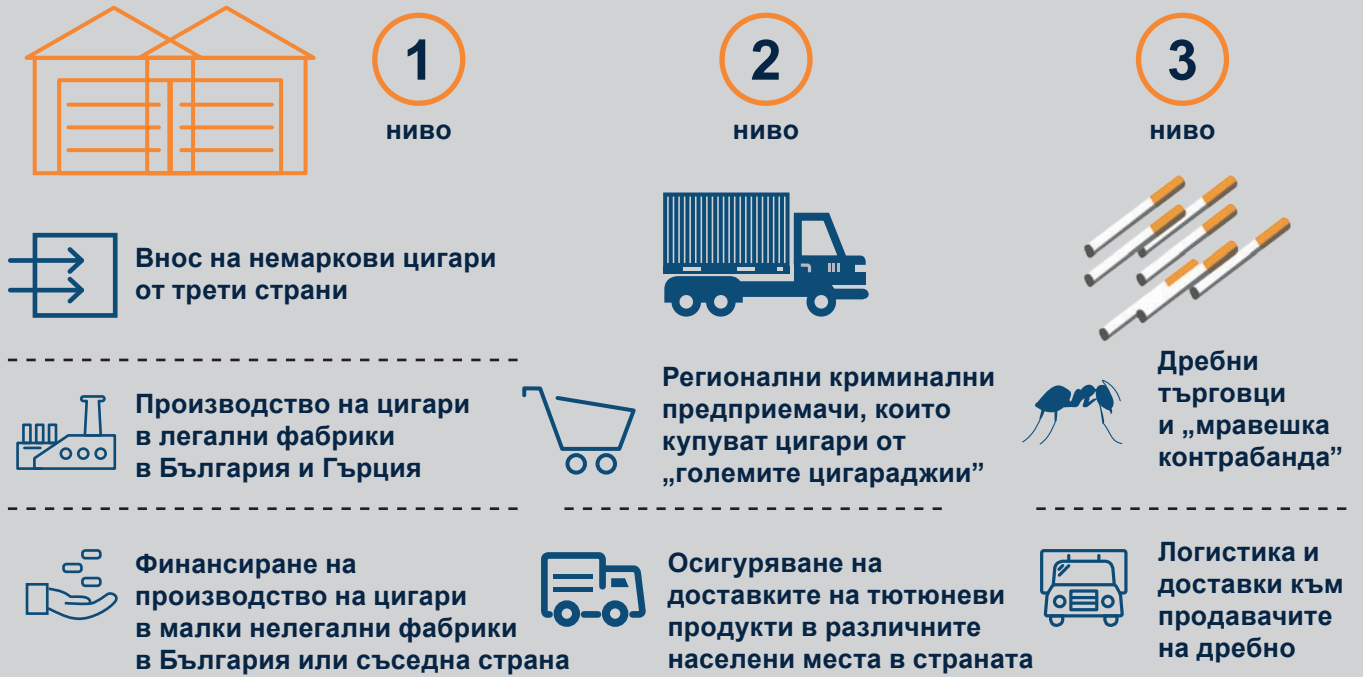 1
ниво
Внос на немаркови цигари
от трети страни
Производство на цигари
в легални фабрики
в България и Гърция
Финансиране на
производство на цигари
в малки нелегални фабрики
в България или съседна страна
2
ниво
Регионални криминални
предприемачи, които
купуват цигари от
„големите цигараджии”
Осигуряване на
доставките на тютюневи
продукти в различните
населени места в страната
3
ниво
Дребни
търговци
и „мравешка
контрабанда”
Логистика и
доставки към
продавачите
на дребно